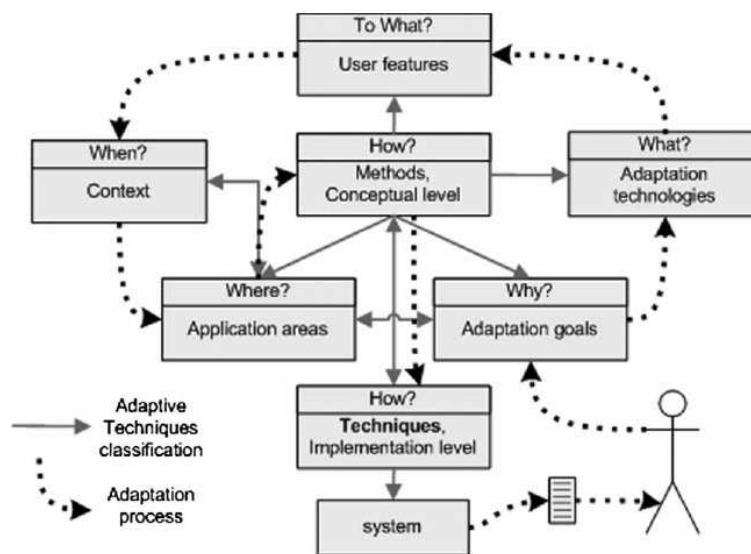 To What?
User features
When?
Context
How?
Methods,
Conceptual level
What?
Adaptation
technologies
Where?
Application areas
Why?
Adaptation goals
How?
Techniques,
Implementation level
system
Adaptive
Techniques
classification
Adaptation
process